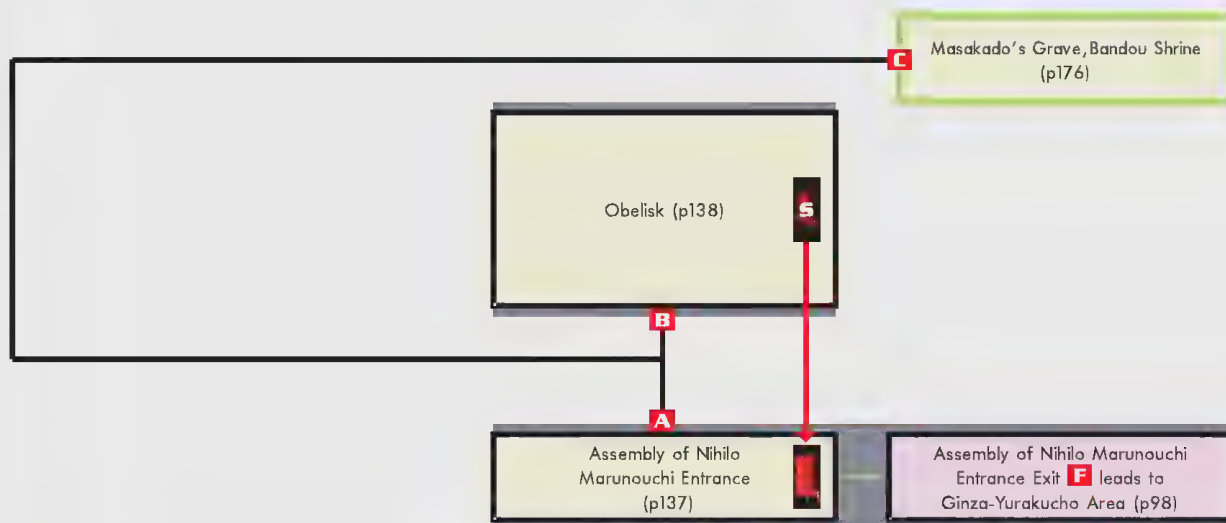 C
Masakado's Grave, Bandou Shrine
(p176)
Obelisk (p138)
S
B
A
Assembly of Nihilo
Marunouchi Entrance
(p137)
Assembly of Nihilo Marunouchi
Entrance Exit F leads to
Ginza-Yurakucho Area (p98)